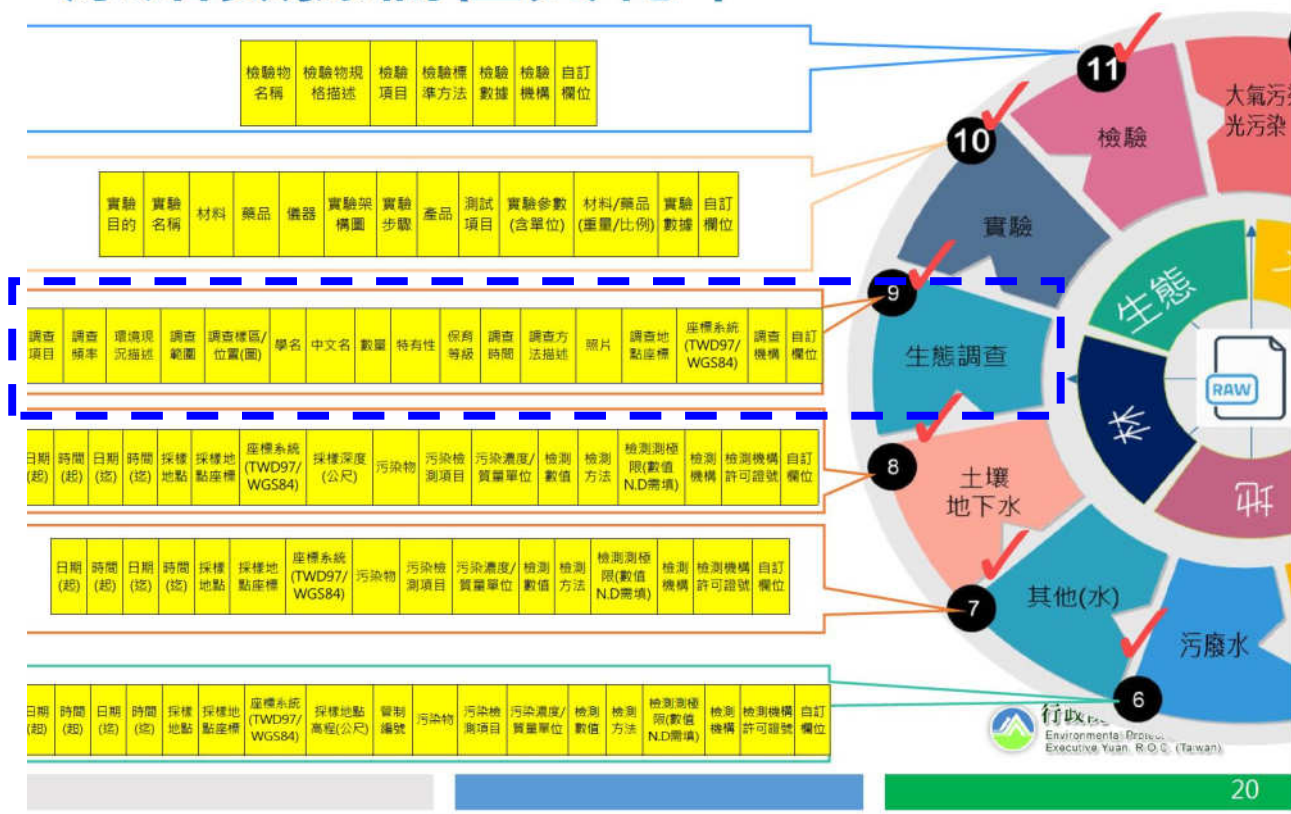 檢驗物
名稱
檢驗物規
格描述
檢驗
項目
檢驗標
準方法
檢驗
數據
檢驗
機構
自訂
欄位
11
檢驗
大氣污
光污染
實驗
目的
實驗
名稱
材料
藥品
儀器
實驗架
構圖
實驗
步驟
產品
測試
項目
實驗參數
(含單位)
材料/藥品
(重量/比例)
實驗
數據
自訂
欄位
10
實驗
調查
項目
調查
頻率
環境現
況描述
調查
範圍
調查樣區/
位置(圖)
學名
中文名
數量
特有性
保育
等級
調查
時間
調查方
法描述
照片
調查地
點座標
座標系統
(TWD97/
WGS84)
調查
機構
自訂
欄位
9
生態調查
生態
RAW
日期
(起)
時間
(起)
日期
(迄)
時間
(迄)
採樣
地點
採樣地
點座標
座標系統
(TWD97/
WGS84)
採樣深度
(公尺)
污染物
污染檢
測項目
污染濃度/
質量單位
檢測
數值
檢測
方法
檢測測極
限(數值
N.D需填)
檢測
機構
檢測機構
許可證號
自訂
欄位
8
土壤
地下水
日期
(起)
時間
(起)
日期
(迄)
時間
(迄)
採樣
地點
採樣地
點座標
座標系統
(TWD97/
WGS84)
污染物
污染檢
測項目
污染濃度/
質量單位
檢測
數值
檢測
方法
檢測測極
限(數值
N.D需填)
檢測
機構
檢測機構
許可證號
自訂
欄位
7
其他(水)
日期
(起)
時間
(起)
日期
(迄)
時間
(迄)
採樣
地點
採樣地
點座標
座標系統
(TWD97/
WGS84)
採樣地點
高程(公尺)
管制
編號
污染物
污染檢
測項目
污染濃度/
質量單位
檢測
數值
檢測
方法
檢測測極
限(數值
N.D需填)
檢測
機構
檢測機構
許可證號
自訂
欄位
6
污廢水
行政
Environmental
Executive Yuan, R.O.C. (Taiwan)
20